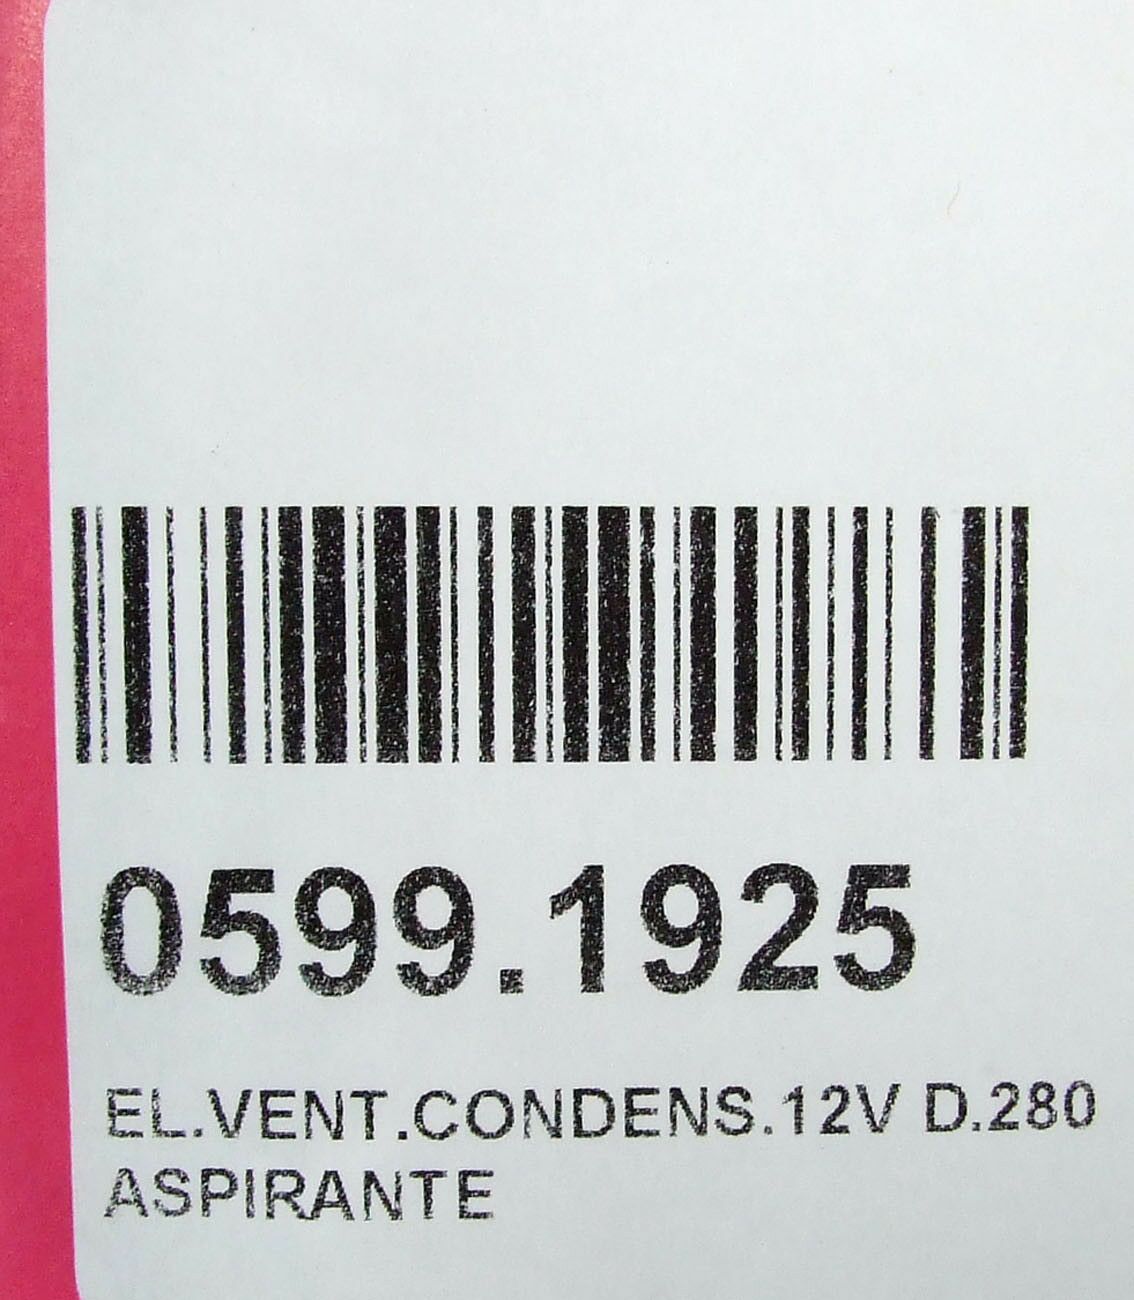 0599.1925
EL.VENT.CONDENS.12V D.280
ASPIRANTE